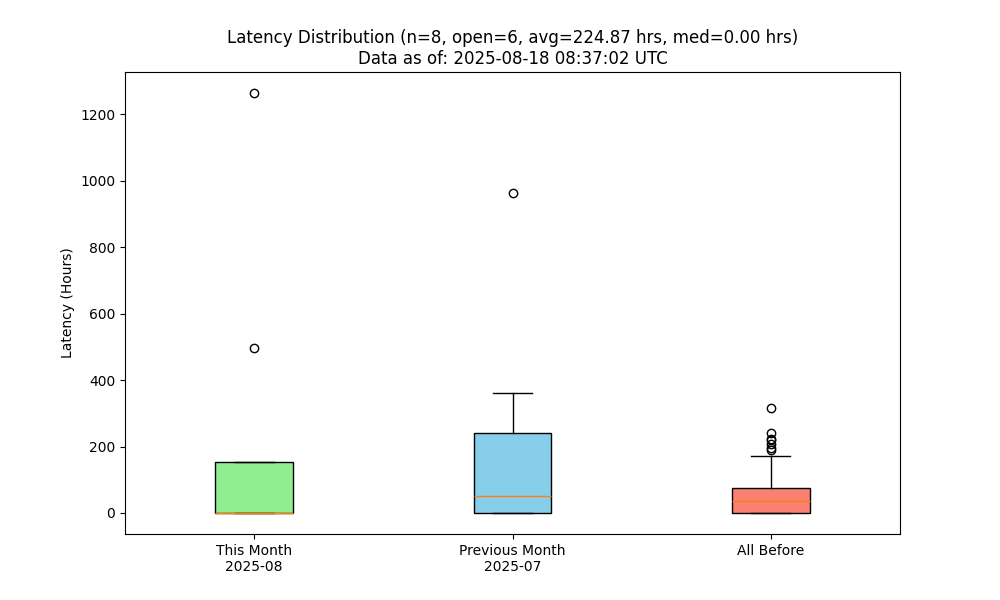 Latency Distribution (n=8, open=6, avg=224.87 hrs, med=0.00 hrs)
Data as of: 2025-08-18 08:37:02 UTC
Latency (Hours)
1200
1000
800
600
400
200
0
This Month
2025-08
Previous Month
2025-07
All Before